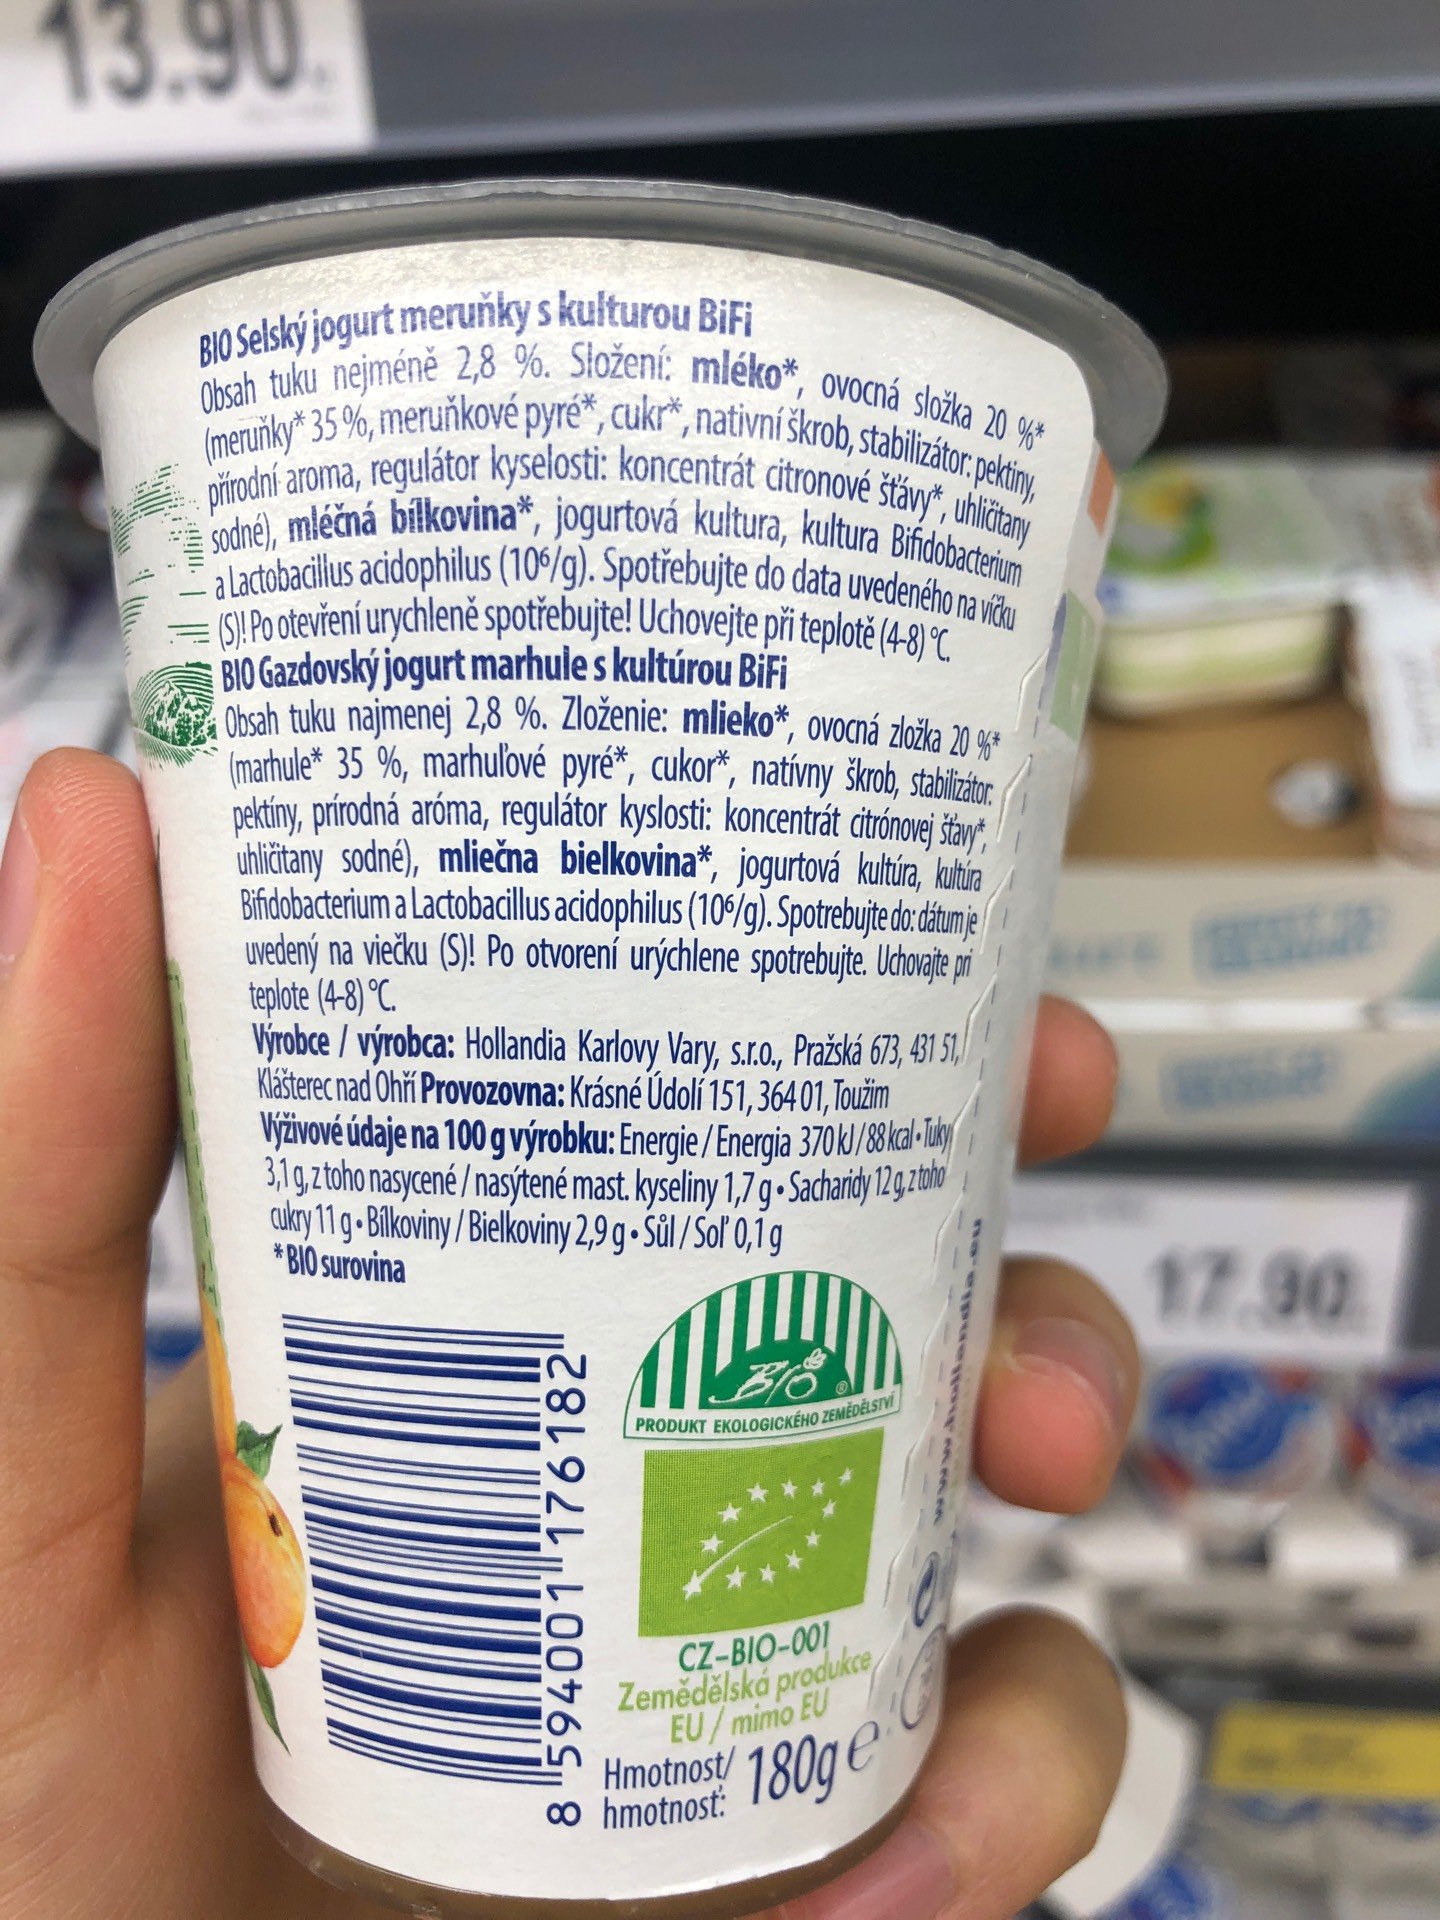 13.90
BIO Selský jogurt meruňky s kulturou BiFi
Obsah tuku nejméně 2,8 %. Složení: mléko*, ovocná složka 20 %*
(meruňky* 35 %, meruňkové pyré*, cukr*, nativní škrob, stabilizátor: pektiny,
přírodní aroma, regulátor kyselosti: koncentrát citronové šťávy*, uhličitany
sodné), mléčná bílkovina*, jogurtová kultura, kultura Bifidobacterium
a Lactobacillus acidophilus (10⁶/g). Spotřebujte do data uvedeného na víčku
(S)! Po otevření urychleně spotřebujte! Uchovejte při teplotě (4-8) °C.
BIO Gazdovský jogurt marhule s kultúrou BiFi
Obsah tuku najmenej 2,8 %. Zloženie: mlieko*, ovocná zložka 20 %*
(marhule* 35 %, marhuľové pyré*, cukor*, natívny škrob, stabilizátor:
pektíny, prírodná aróma, regulátor kyslosti: koncentrát citrónovej šťavy*,
uhličitany sodné), mliečna bielkovina*, jogurtová kultúra, kultúra
Bifidobacterium a Lactobacillus acidophilus (10⁶/g). Spotrebujte do: dátum je
uvedený na viečku (S)! Po otvorení urýchlene spotrebujte. Uchovajte pri
teplote (4-8) °C.
Výrobce / výrobca: Hollandia Karlovy Vary, s.r.o., Pražská 673, 431 51,
Klášterec nad Ohří Provozovna: Krásné Údolí 151, 364 01, Toužim
Výživové údaje na 100 g výrobku: Energie / Energia 370 kJ / 88 kcal • Tuky
3,1 g, z toho nasycené / nasýtené mast. kyseliny 1,7 g • Sacharidy 12 g, z toho
cukry 11 g • Bílkoviny / Bielkoviny 2,9 g • Sůl / Soľ 0,1 g
* BIO surovina
8 594001 176182
BIO ®
PRODUKT EKOLOGICKÉHO ZEMĚDĚLSTVÍ
CZ-BIO-001
Zemědělská produkce
EU / mimo EU
Hmotnost/
hmotnosť: 180g e
17.90